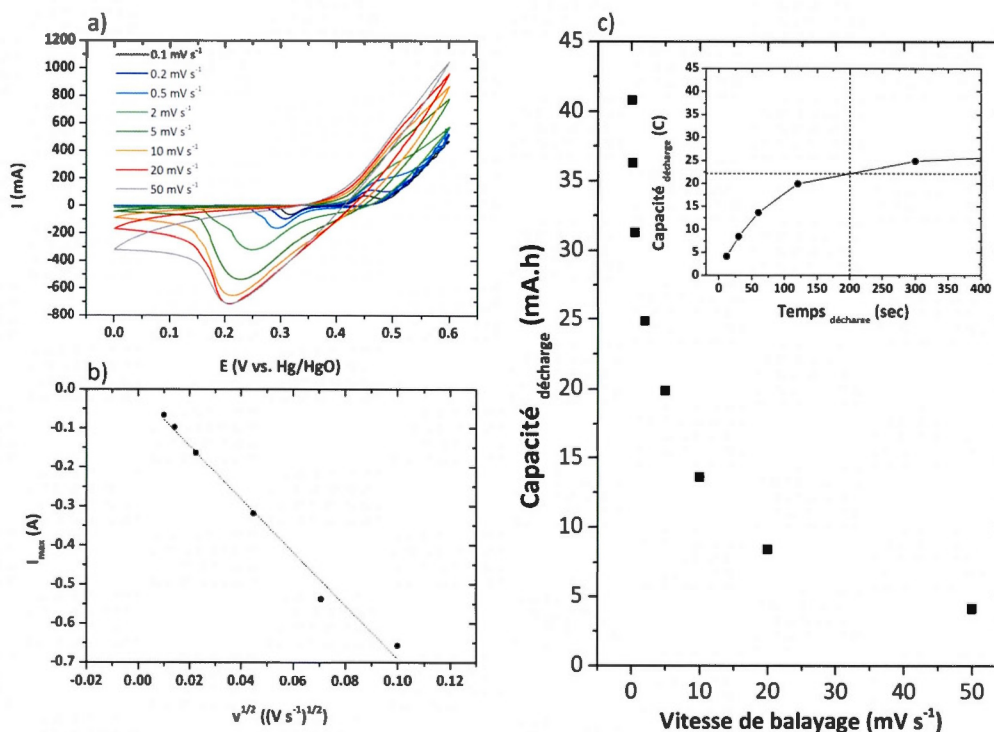 a)
1200
1000
800
600
400
200
0
-200
-400
-600
-800
I (mA)
0.1 mV s⁻¹
0.2 mV s⁻¹
0.5 mV s⁻¹
2 mV s⁻¹
5 mV s⁻¹
10 mV s⁻¹
20 mV s⁻¹
50 mV s⁻¹
0.0 0.1 0.2 0.3 0.4 0.5 0.6
E (V vs. Hg/HgO)
b)
0.0
-0.1
-0.2
-0.3
-0.4
-0.5
-0.6
-0.7
I max (A)
-0.02 0.00 0.02 0.04 0.06 0.08 0.10 0.12
v¹/² ((V s⁻¹)¹/²)
c)
45
40
35
30
25
20
15
10
5
0
Capacité décharge (mA.h)
0 10 20 30 40 50
Vitesse de balayage (mV s⁻¹)
45
40
35
30
25
20
15
10
5
0
Capacité décharge (C)
0 50 100 150 200 250 300 350 400
Temps décharge (sec)